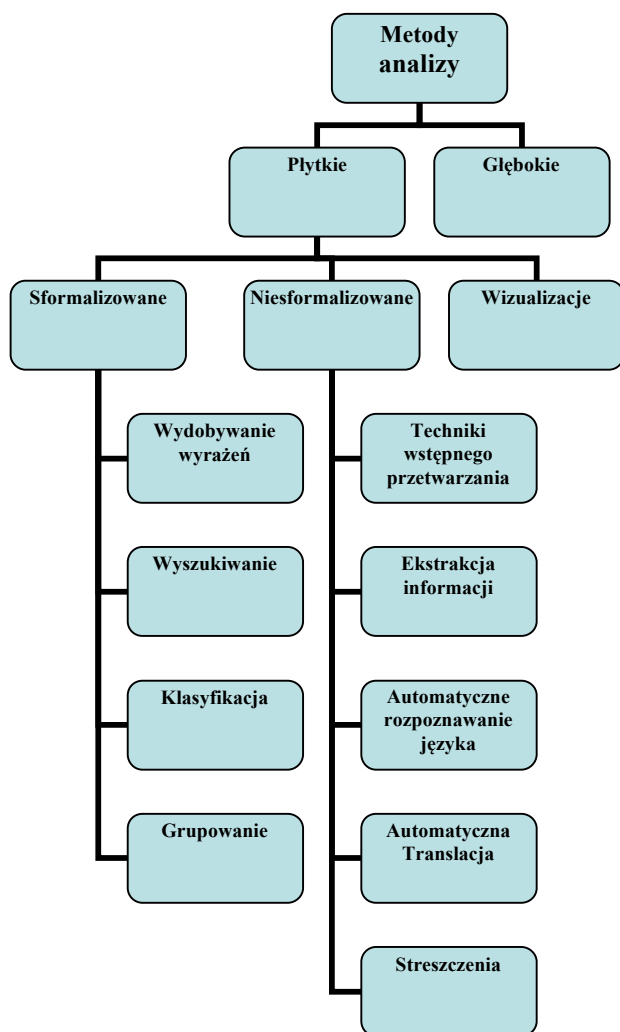 Metody
analizy
Płytkie
Głębokie
Sformalizowane
Niesformalizowane
Wizualizacje
Wydobywanie
wyrażeń
Techniki
wstępnego
przetwarzania
Wyszukiwanie
Ekstrakcja
informacji
Klasyfikacja
Automatyczne
rozpoznawanie
języka
Grupowanie
Automatyczna
Translacja
Streszczenia